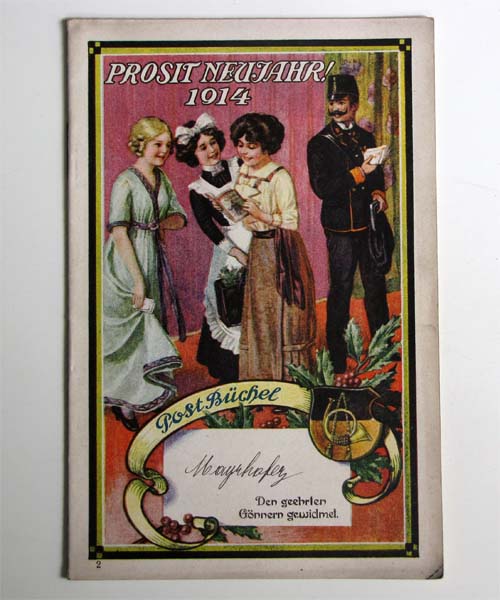 PROSIT NEUJAHR!
1914
Post Büchel
Mayrhofer
Den geehrten
Gönnern gewidmet.
2